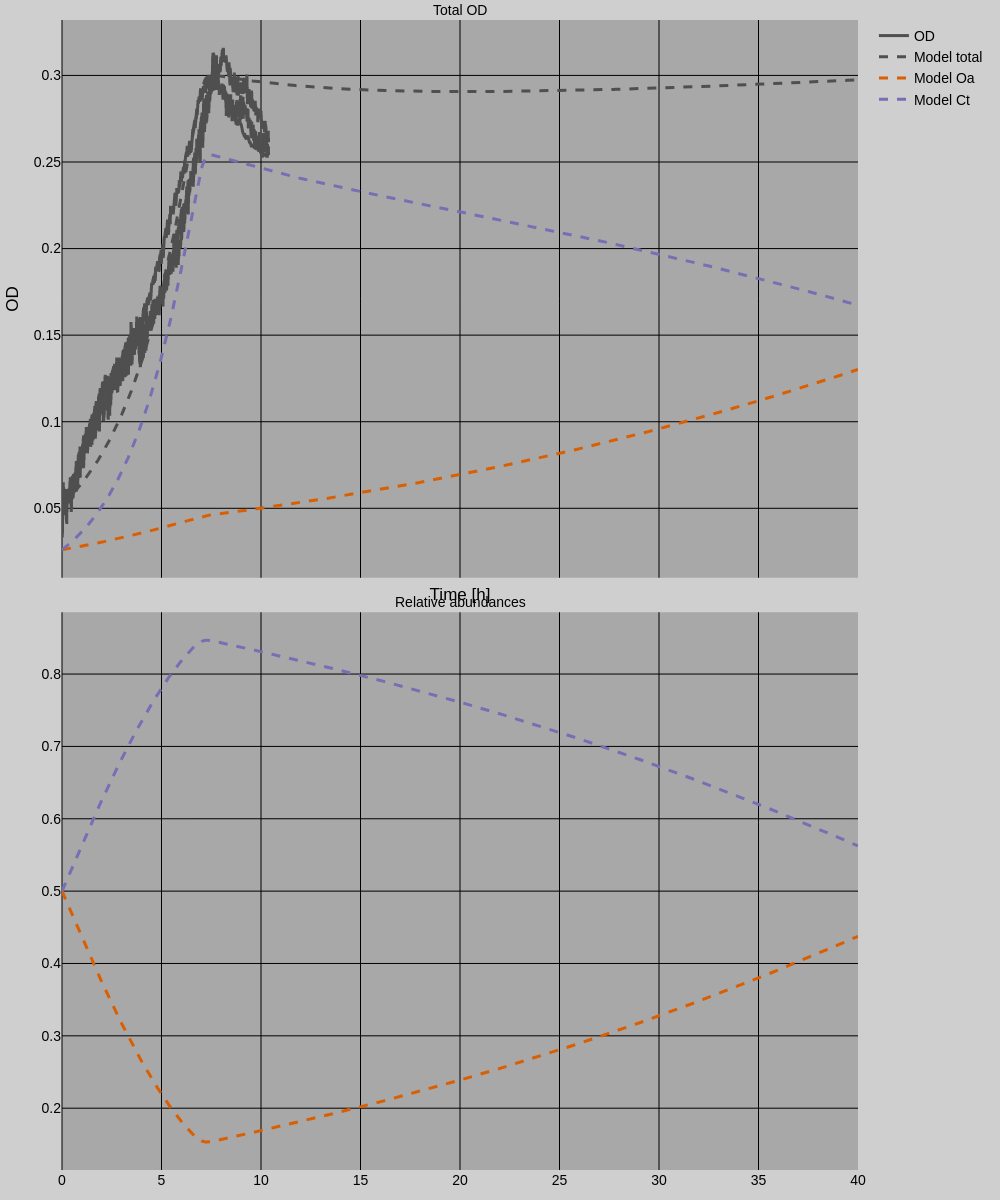 Total OD
OD
Model total
Model Oa
Model Ct
0.3
0.25
0.2
0.15
0.1
0.05
OD
Time [h]
Relative abundances
0.8
0.7
0.6
0.5
0.4
0.3
0.2
0 5 10 15 20 25 30 35 40